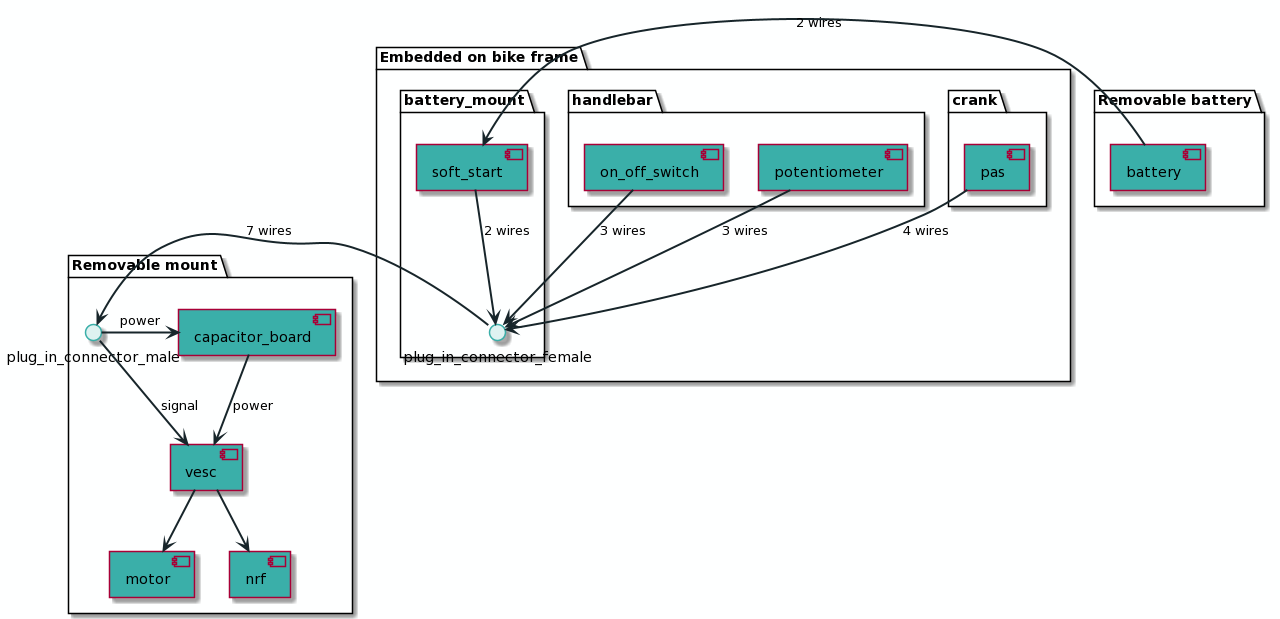 2 wires
Embedded on bike frame
battery_mount
handlebar
crank
Removable battery
soft_start
on_off_switch
potentiometer
pas
battery
7 wires
2 wires
3 wires
3 wires
4 wires
Removable mount
power
capacitor_board
plug_in_connector_male
plug_in_connector_female
signal
power
vesc
motor
nrf